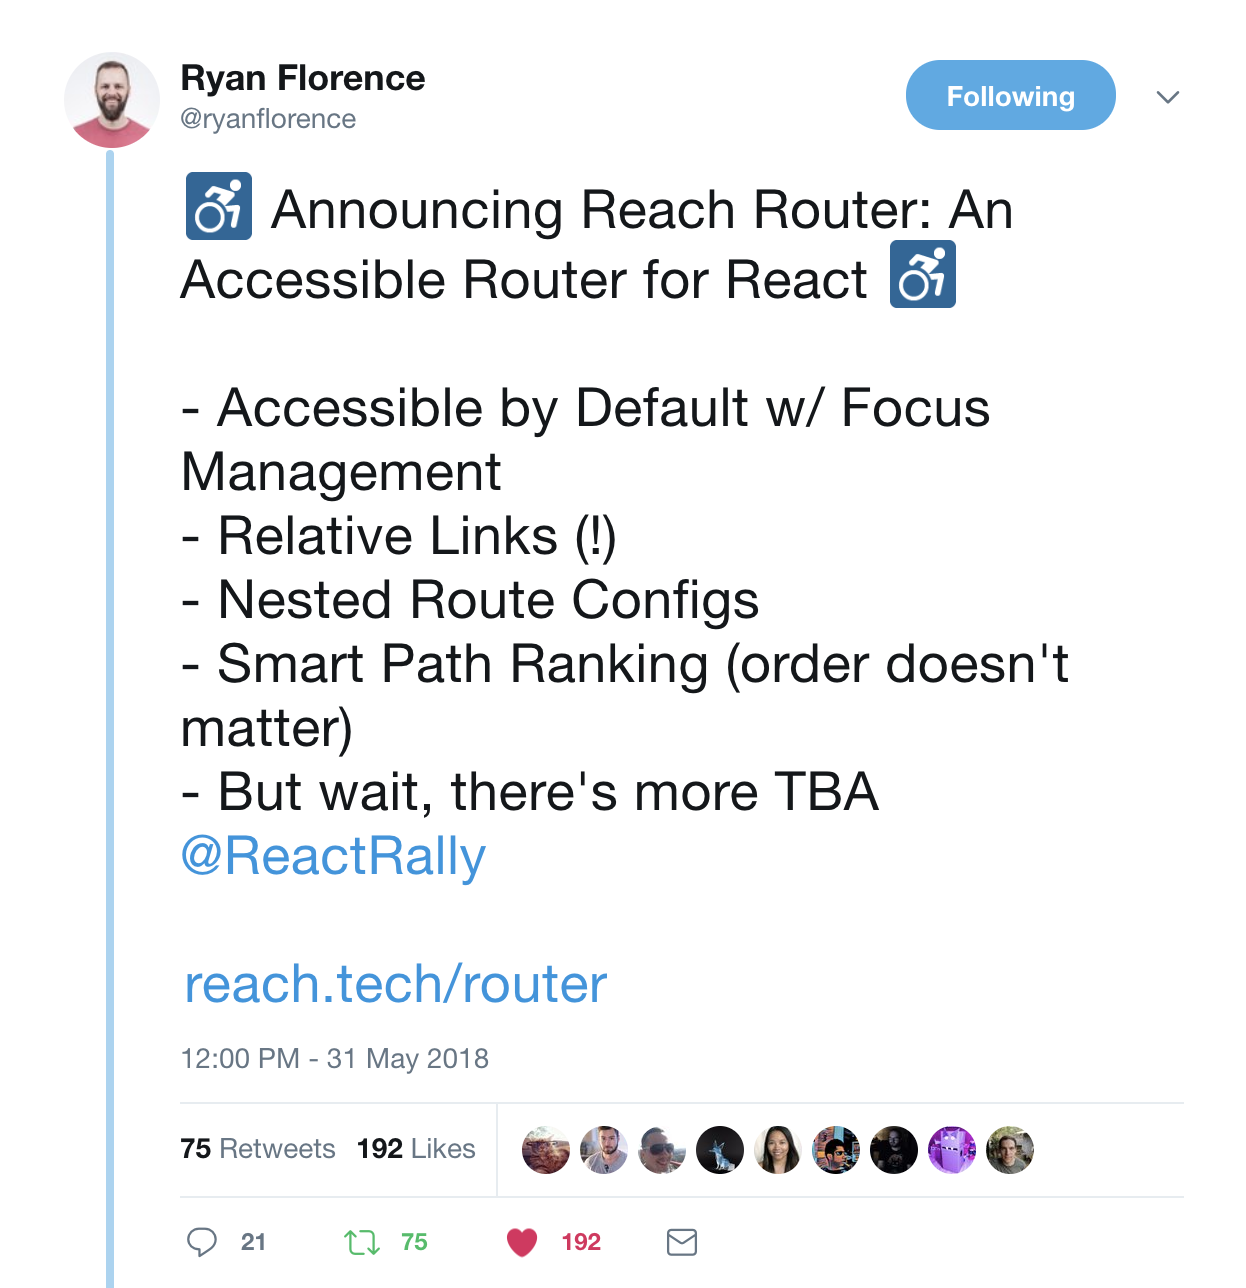 Ryan Florence
@ryanflorence
Following
♿ Announcing Reach Router: An
Accessible Router for React ♿
- Accessible by Default w/ Focus
Management
- Relative Links (!)
- Nested Route Configs
- Smart Path Ranking (order doesn't
matter)
- But wait, there's more TBA
@ReactRally
reach.tech/router
12:00 PM - 31 May 2018
75 Retweets 192 Likes
21 75 192